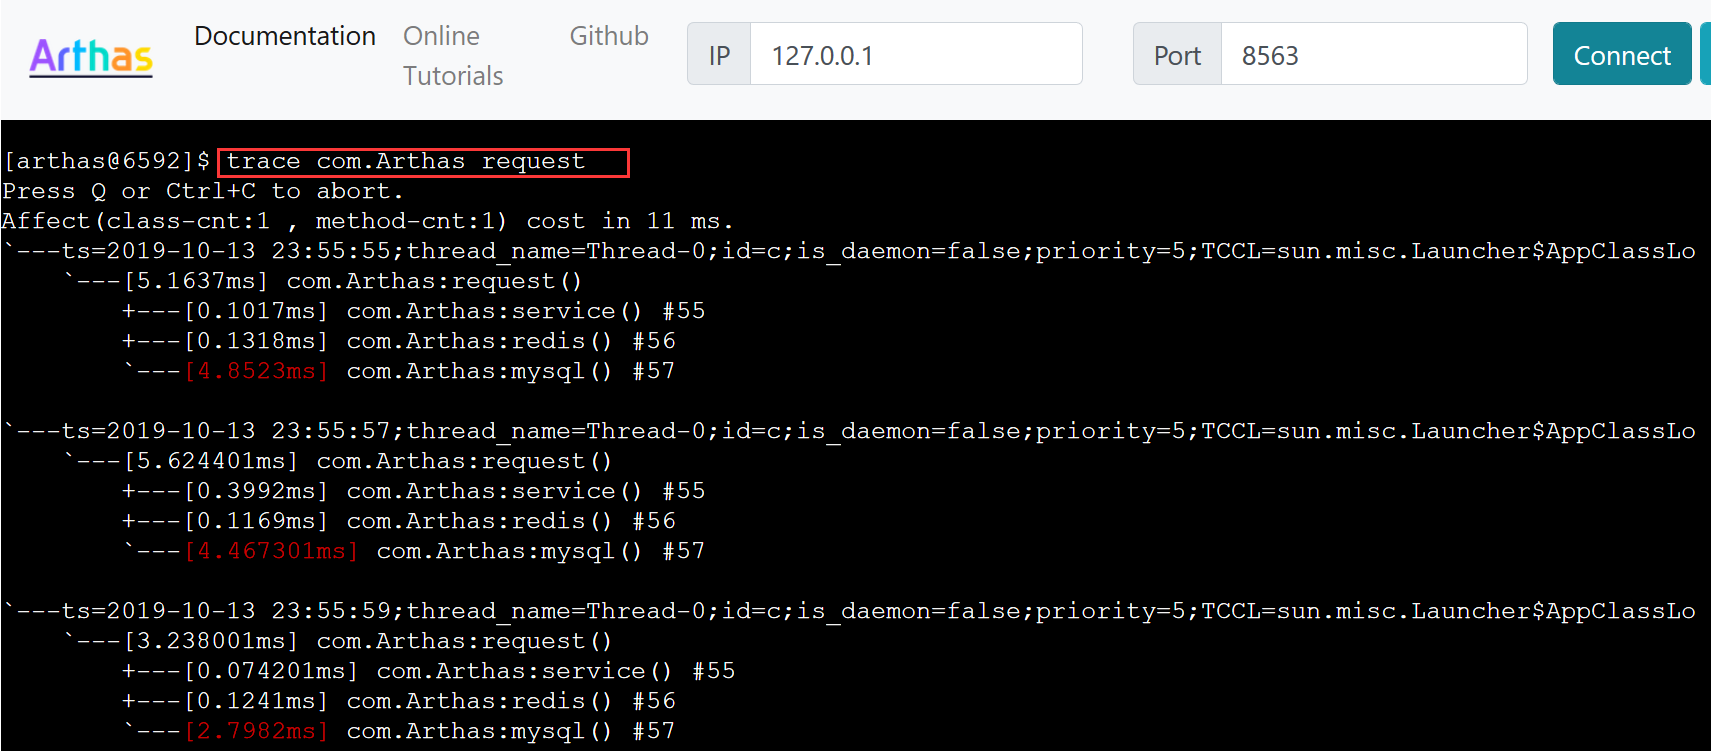 Arthas
Documentation
Online Tutorials
Github
IP
127.0.0.1
Port
8563
Connect
[arthas@6592]$ trace com.Arthas request
Press Q or Ctrl+C to abort.
Affect(class-cnt:1 , method-cnt:1) cost in 11 ms.
`---ts=2019-10-13 23:55:55;thread_name=Thread-0;id=c;is_daemon=false;priority=5;TCCL=sun.misc.Launcher$AppClassLo
    `---[5.1637ms] com.Arthas:request()
        +---[0.1017ms] com.Arthas:service() #55
        +---[0.1318ms] com.Arthas:redis() #56
        `---[4.8523ms] com.Arthas:mysql() #57
`---ts=2019-10-13 23:55:57;thread_name=Thread-0;id=c;is_daemon=false;priority=5;TCCL=sun.misc.Launcher$AppClassLo
    `---[5.624401ms] com.Arthas:request()
        +---[0.3992ms] com.Arthas:service() #55
        +---[0.1169ms] com.Arthas:redis() #56
        `---[4.467301ms] com.Arthas:mysql() #57
`---ts=2019-10-13 23:55:59;thread_name=Thread-0;id=c;is_daemon=false;priority=5;TCCL=sun.misc.Launcher$AppClassLo
    `---[3.238001ms] com.Arthas:request()
        +---[0.074201ms] com.Arthas:service() #55
        +---[0.1241ms] com.Arthas:redis() #56
        `---[2.7982ms] com.Arthas:mysql() #57